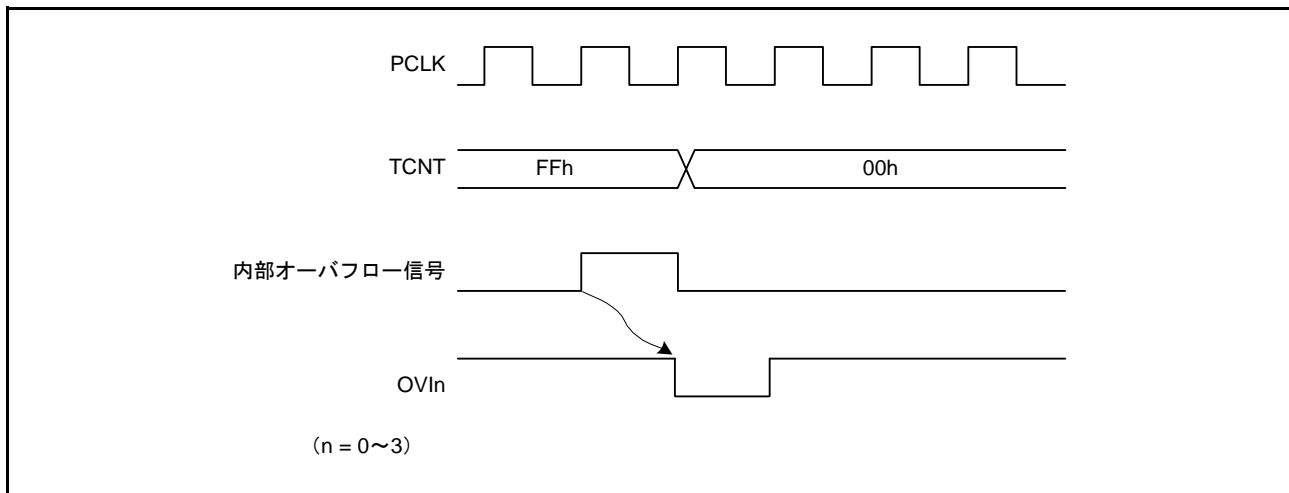 PCLK
TCNT
FFh
00h
内部オーバフロー信号
OVIn
（n = 0～3）